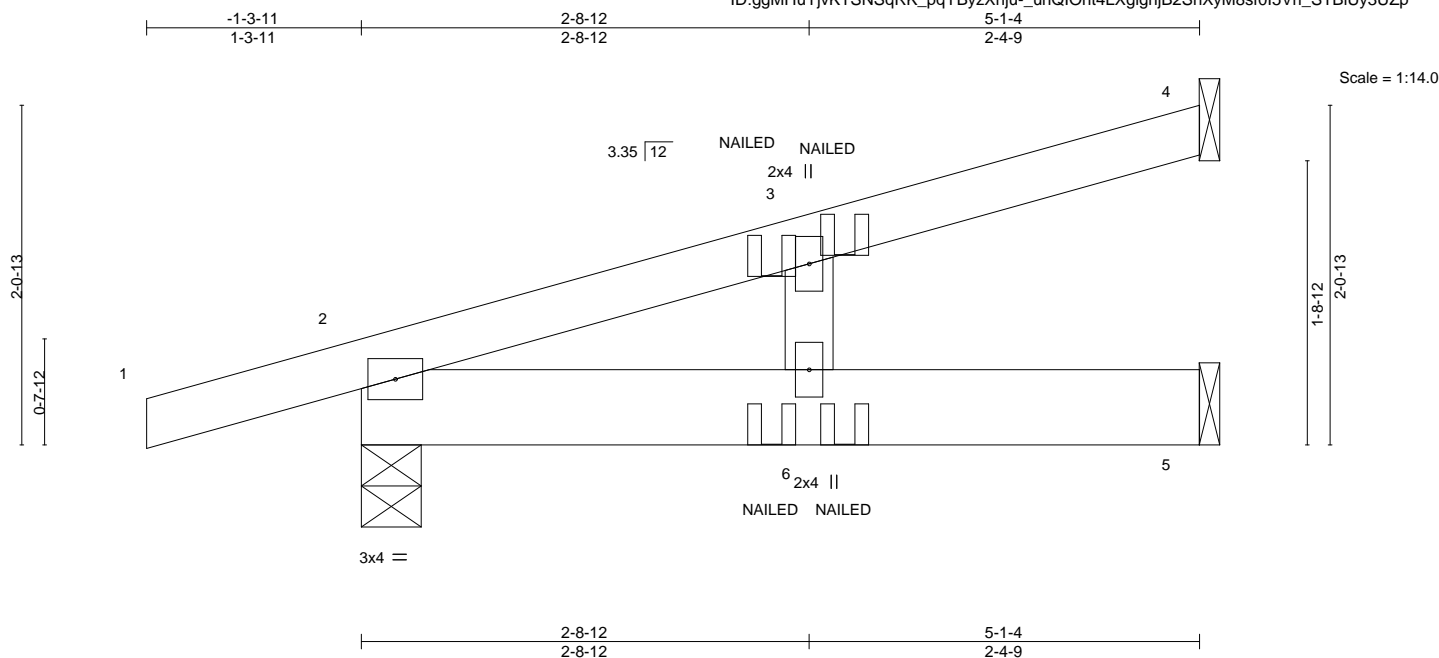 -1-3-11
2-8-12
5-1-4
1-3-11
2-8-12
2-4-9
Scale = 1:14.0
4
NAILED
NAILED
3.35 12
2x4 ||
3
2
1
2-0-13
0-7-12
1-8-12
2-0-13
6
2x4 ||
5
NAILED
NAILED
3x4 =
2-8-12
5-1-4
2-8-12
2-4-9